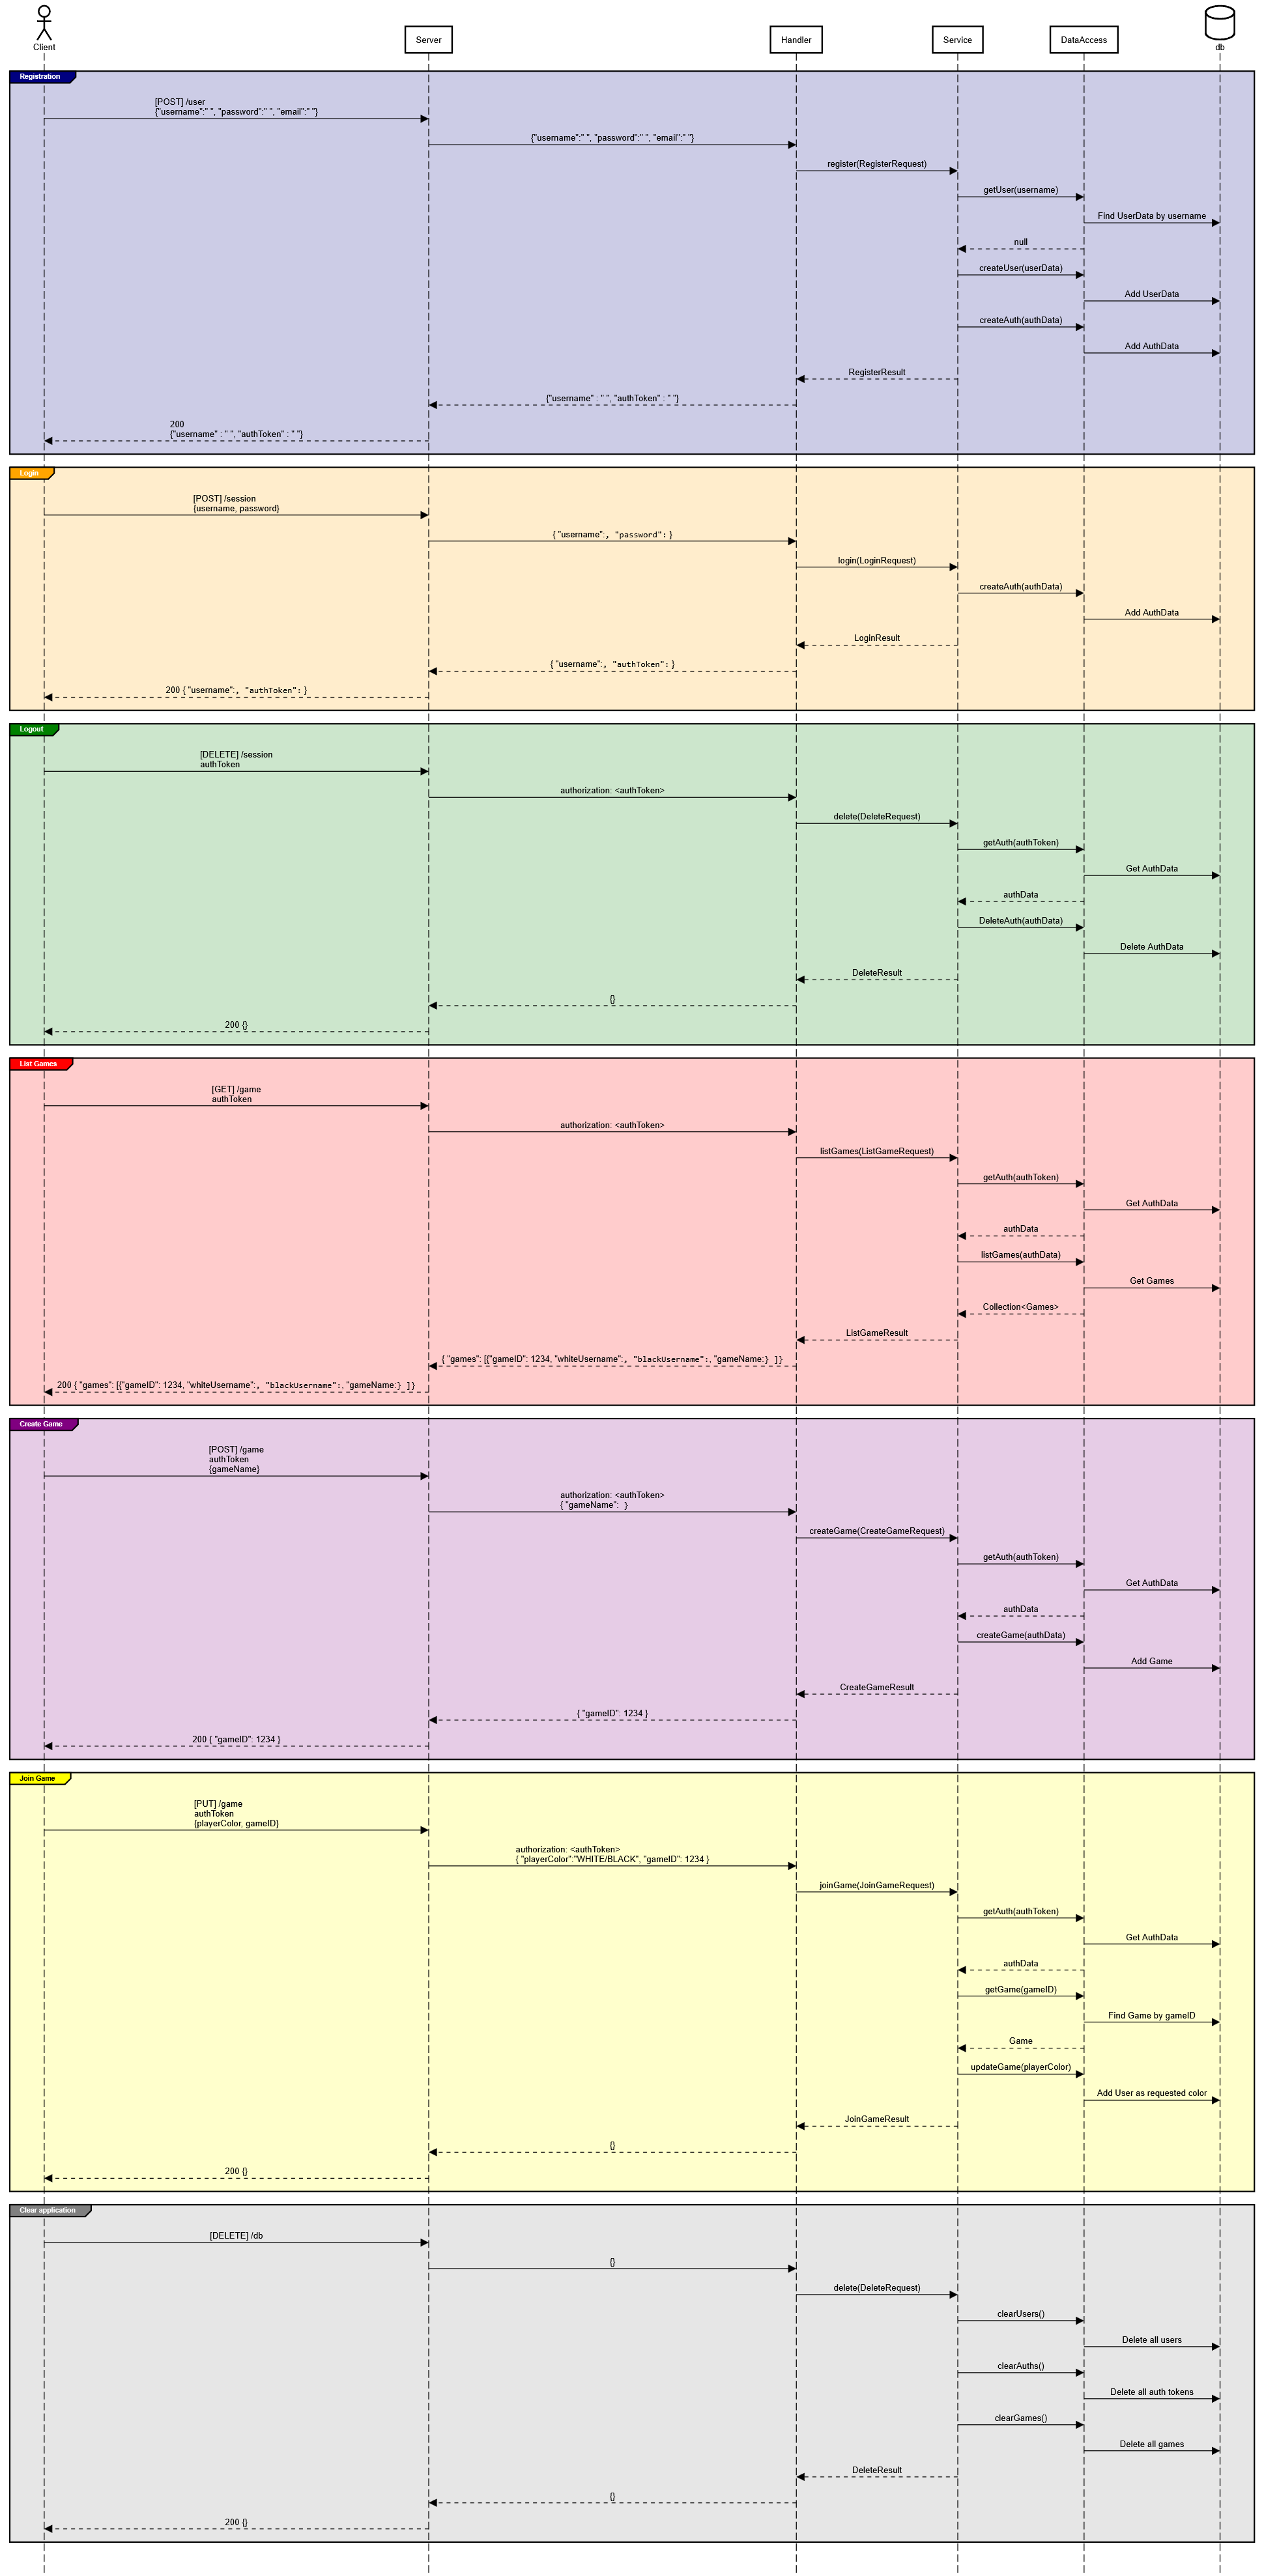 Client
Server
Handler
Service
DataAccess
db
Registration
[POST] /user
{"username":" ", "password":" ", "email":" "}
{"username":" ", "password":" ", "email":" "}
register(RegisterRequest)
getUser(username)
Find UserData by username
null
createUser(userData)
Add UserData
createAuth(authData)
Add AuthData
RegisterResult
{"username" : " ", "authToken" : " "}
200
{"username" : " ", "authToken" : " "}
Login
[POST] /session
{username, password}
{ "username":, "password": }
login(LoginRequest)
createAuth(authData)
Add AuthData
LoginResult
{ "username":, "authToken": }
200 { "username":, "authToken": }
Logout
[DELETE] /session
authToken
authorization: <authToken>
delete(DeleteRequest)
getAuth(authToken)
Get AuthData
authData
DeleteAuth(authData)
Delete AuthData
DeleteResult
{}
200 {}
List Games
[GET] /game
authToken
authorization: <authToken>
listGames(ListGameRequest)
getAuth(authToken)
Get AuthData
authData
listGames(authData)
Get Games
Collection<Games>
ListGameResult
{ "games": [{"gameID": 1234, "whiteUsername":, "blackUsername":, "gameName:} ]}
200 { "games": [{"gameID": 1234, "whiteUsername":, "blackUsername":, "gameName:} ]}
Create Game
[POST] /game
authToken
{gameName}
authorization: <authToken>
{ "gameName": }
createGame(CreateGameRequest)
getAuth(authToken)
Get AuthData
authData
createGame(authData)
Add Game
CreateGameResult
{ "gameID": 1234 }
200 { "gameID": 1234 }
Join Game
[PUT] /game
authToken
{playerColor, gameID}
authorization: <authToken>
{ "playerColor":"WHITE/BLACK", "gameID": 1234 }
joinGame(JoinGameRequest)
getAuth(authToken)
Get AuthData
authData
getGame(gameID)
Find Game by gameID
Game
updateGame(playerColor)
Add User as requested color
JoinGameResult
{}
200 {}
Clear application
[DELETE] /db
{}
delete(DeleteRequest)
clearUsers()
Delete all users
clearAuths()
Delete all auth tokens
clearGames()
Delete all games
DeleteResult
{}
200 {}